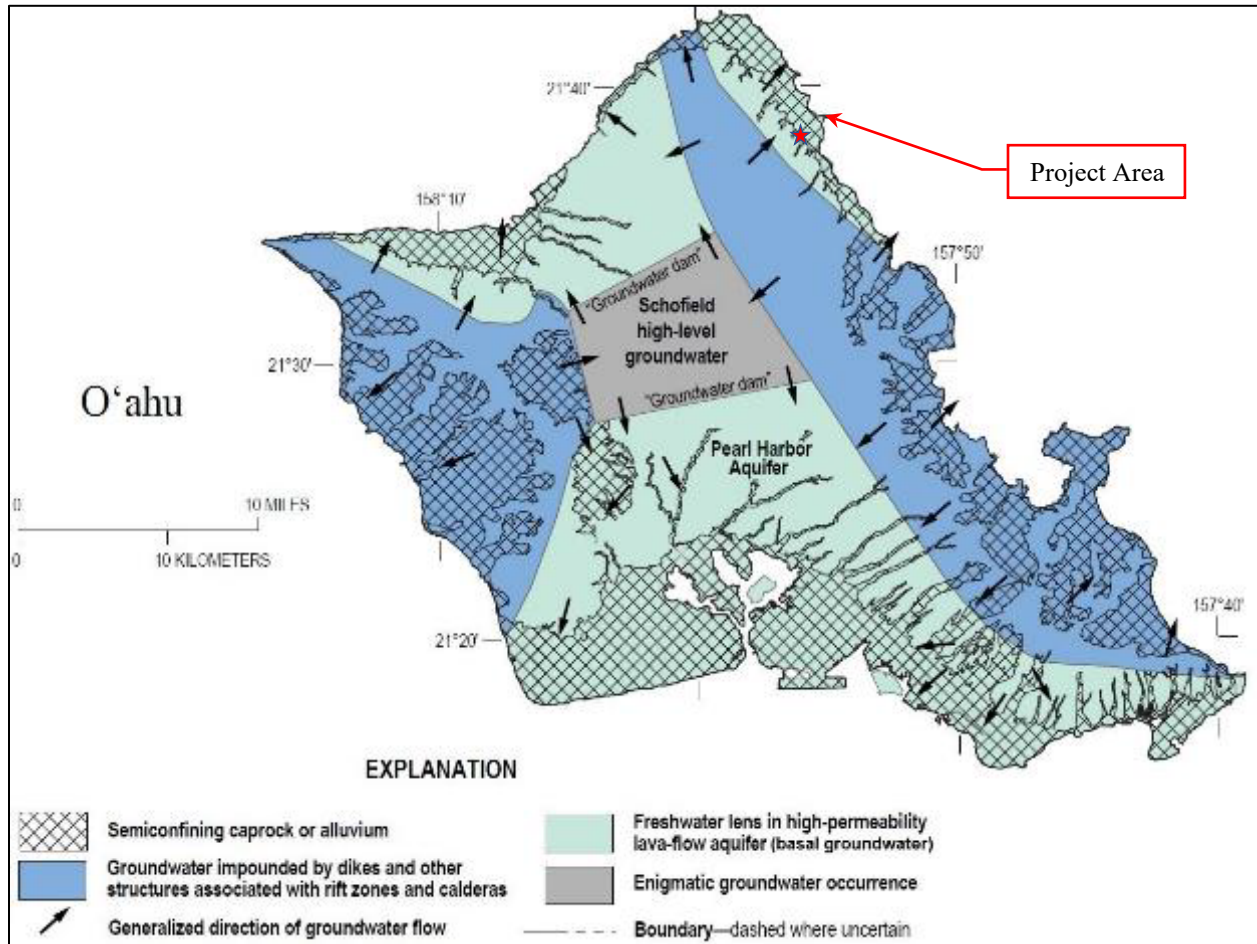 21°40'
Project Area
158°10'
157°50'
"Groundwater dam"
Schofield
high-level
groundwater
21°30'
"Groundwater dam"
O‘ahu
Pearl Harbor
Aquifer
0 10 MILES
0 10 KILOMETERS
157°40'
21°20'
EXPLANATION
Semiconfining caprock or alluvium
Groundwater impounded by dikes and other
structures associated with rift zones and calderas
Generalized direction of groundwater flow
Freshwater lens in high-permeability
lava-flow aquifer (basal groundwater)
Enigmatic groundwater occurrence
Boundary—dashed where uncertain